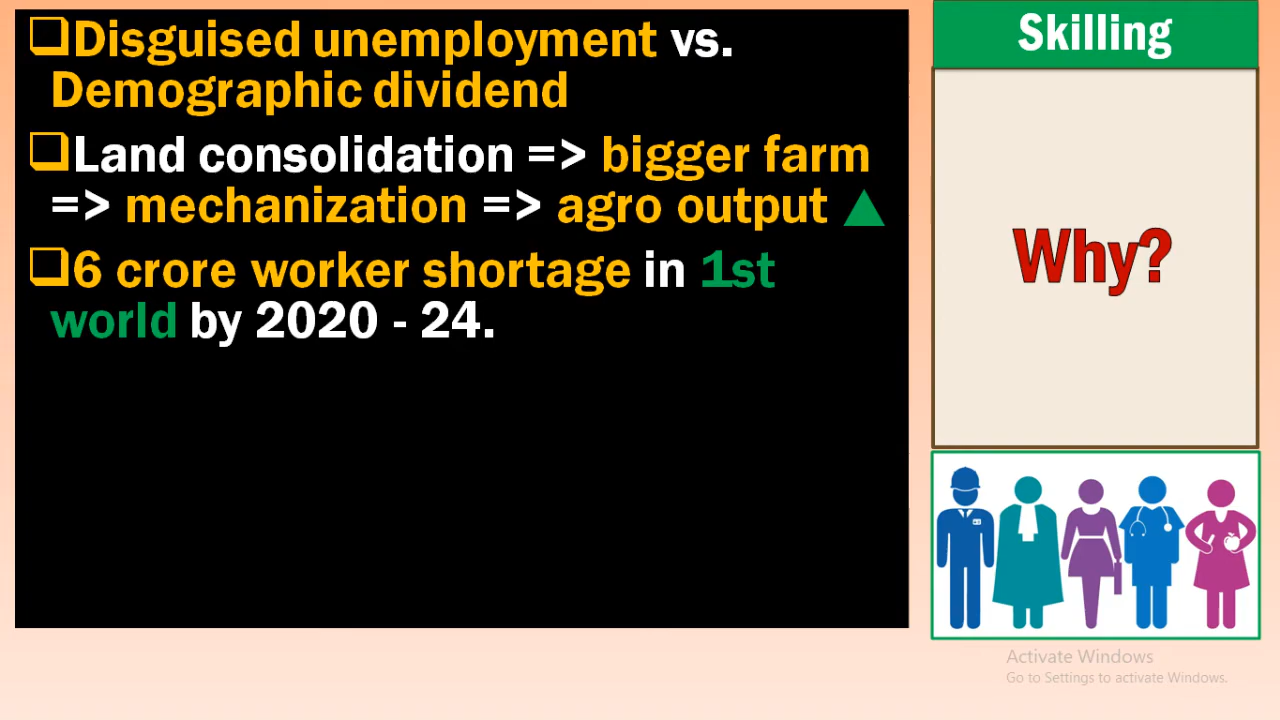 ❑Disguised unemployment vs.
Demographic dividend
❑Land consolidation => bigger farm
=> mechanization => agro output ▲
❑6 crore worker shortage in 1st
world by 2020 - 24.
Skilling
Why?
Activate Windows
Go to Settings to activate Windows.